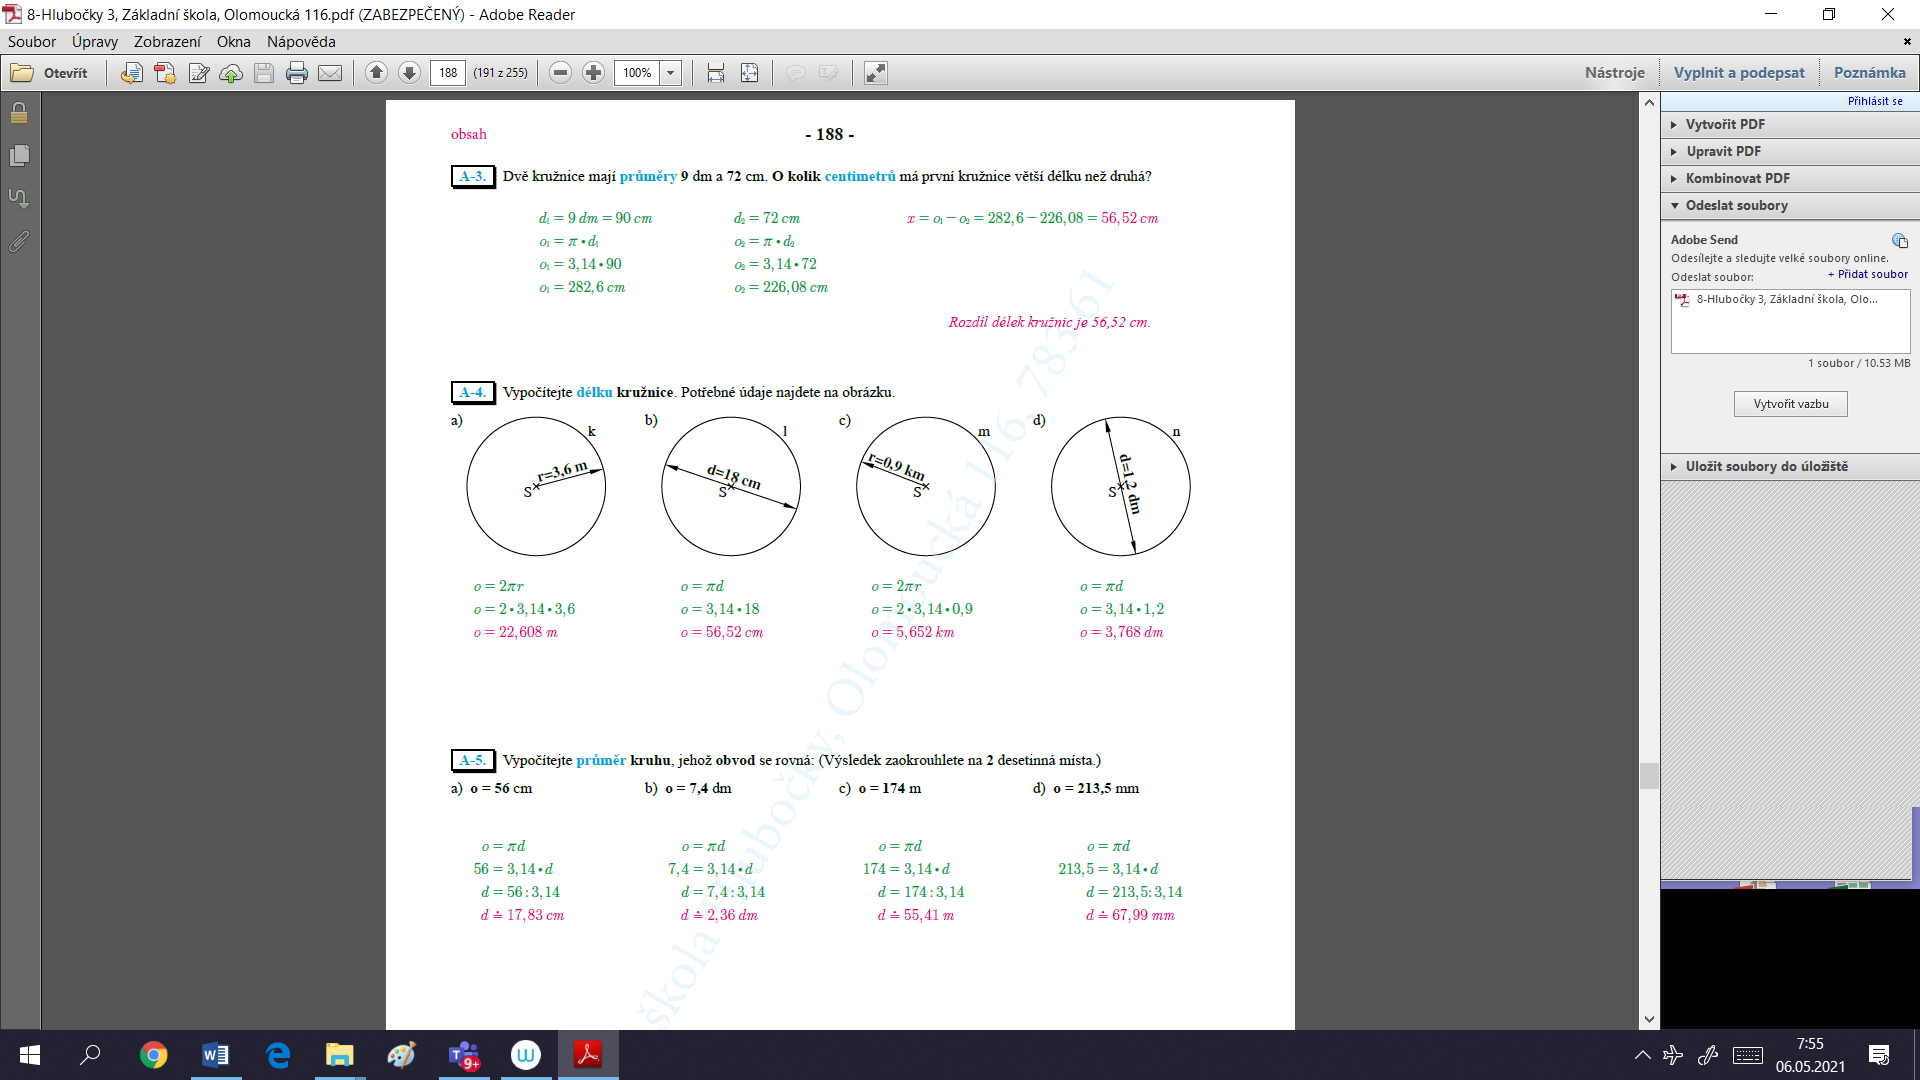 8-Hlubočky 3, Základní škola, Olomoucká 116.pdf (ZABEZPEČENÝ) - Adobe Reader
Soubor Úpravy Zobrazení Okna Nápověda
Otevřít 188 (191 z 255) 100% Nástroje Vyplnit a podepsat Poznámka
Přihlásit se
Vytvořit PDF
Upravit PDF
Kombinovat PDF
Odeslat soubory
Adobe Send
Odesílejte a sledujte velké soubory online.
Odeslat soubor: + Přidat soubor
8-Hlubočky 3, Základní škola, Olo...
1 soubor / 10.53 MB
Vytvořit vazbu
Uložit soubory do úložiště
obsah - 188 -
A-3. Dvě kružnice mají průměry 9 dm a 72 cm. O kolik centimetrů má první kružnice větší délku než druhá?
d₁ = 9 dm = 90 cm d₂ = 72 cm x = o₁ − o₂ = 282,6 − 226,08 = 56,52 cm
o₁ = π • d₁ o₂ = π • d₂
o₁ = 3,14 • 90 o₂ = 3,14 • 72
o₁ = 282,6 cm o₂ = 226,08 cm
Rozdíl délek kružnic je 56,52 cm.
A-4. Vypočítejte délku kružnice. Potřebné údaje najdete na obrázku.
a) b) c) d)
k l m n
r=3,6 m d=18 cm r=0,9 km d=1,2 dm
S S S S
o = 2πr o = πd o = 2πr o = πd
o = 2 • 3,14 • 3,6 o = 3,14 • 18 o = 2 • 3,14 • 0,9 o = 3,14 • 1,2
o = 22,608 m o = 56,52 cm o = 5,652 km o = 3,768 dm
A-5. Vypočítejte průměr kruhu, jehož obvod se rovná: (Výsledek zaokrouhlete na 2 desetinná místa.)
a) o = 56 cm b) o = 7,4 dm c) o = 174 m d) o = 213,5 mm
o = πd o = πd o = πd o = πd
56 = 3,14 • d 7,4 = 3,14 • d 174 = 3,14 • d 213,5 = 3,14 • d
d = 56 : 3,14 d = 7,4 : 3,14 d = 174 : 3,14 d = 213,5 : 3,14
d ≐ 17,83 cm d ≐ 2,36 dm d ≐ 55,41 m d ≐ 67,99 mm
9+
7:55
06.05.2021